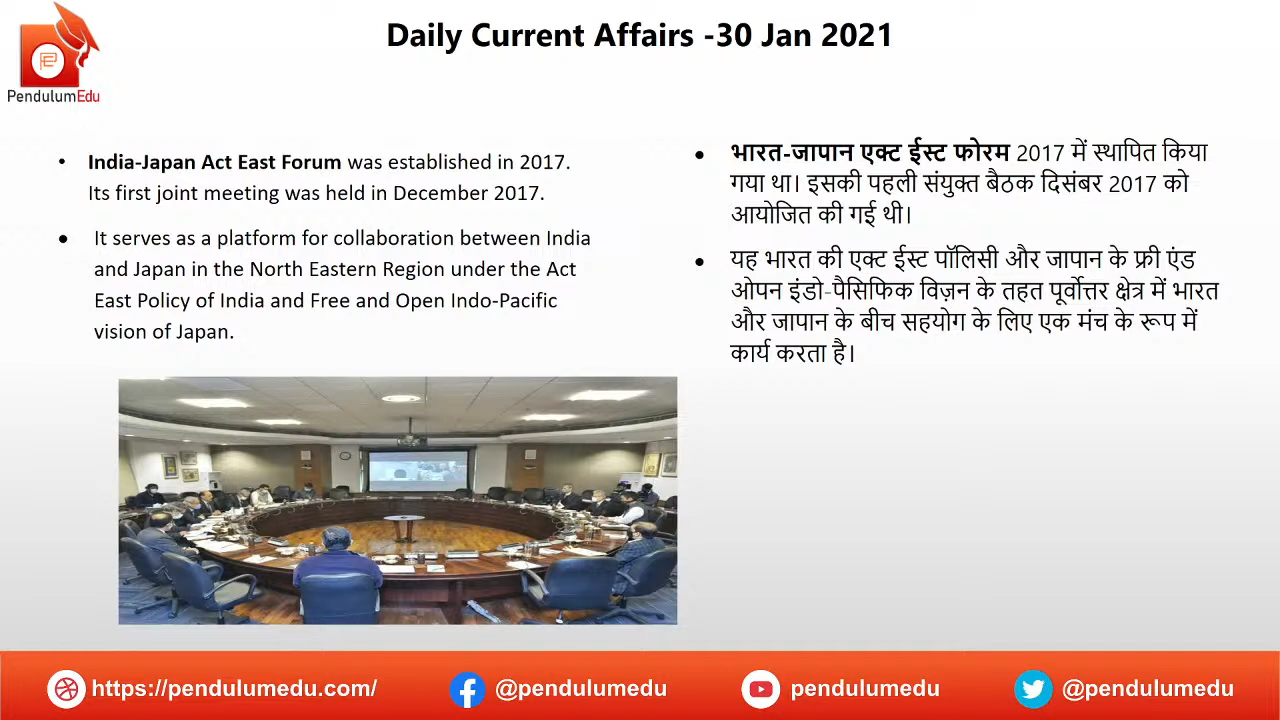 Daily Current Affairs -30 Jan 2021
PendulumEdu
• India-Japan Act East Forum was established in 2017.
Its first joint meeting was held in December 2017.
• It serves as a platform for collaboration between India
and Japan in the North Eastern Region under the Act
East Policy of India and Free and Open Indo-Pacific
vision of Japan.
• भारत-जापान एक्ट ईस्ट फोरम 2017 में स्थापित किया
गया था। इसकी पहली संयुक्त बैठक दिसंबर 2017 को
आयोजित की गई थी।
• यह भारत की एक्ट ईस्ट पॉलिसी और जापान के फ्री एंड
ओपन इंडो-पैसिफिक विज़न के तहत पूर्वोत्तर क्षेत्र में भारत
और जापान के बीच सहयोग के लिए एक मंच के रूप में
कार्य करता है।
https://pendulumedu.com/
@pendulumedu
pendulumedu
@pendulumedu